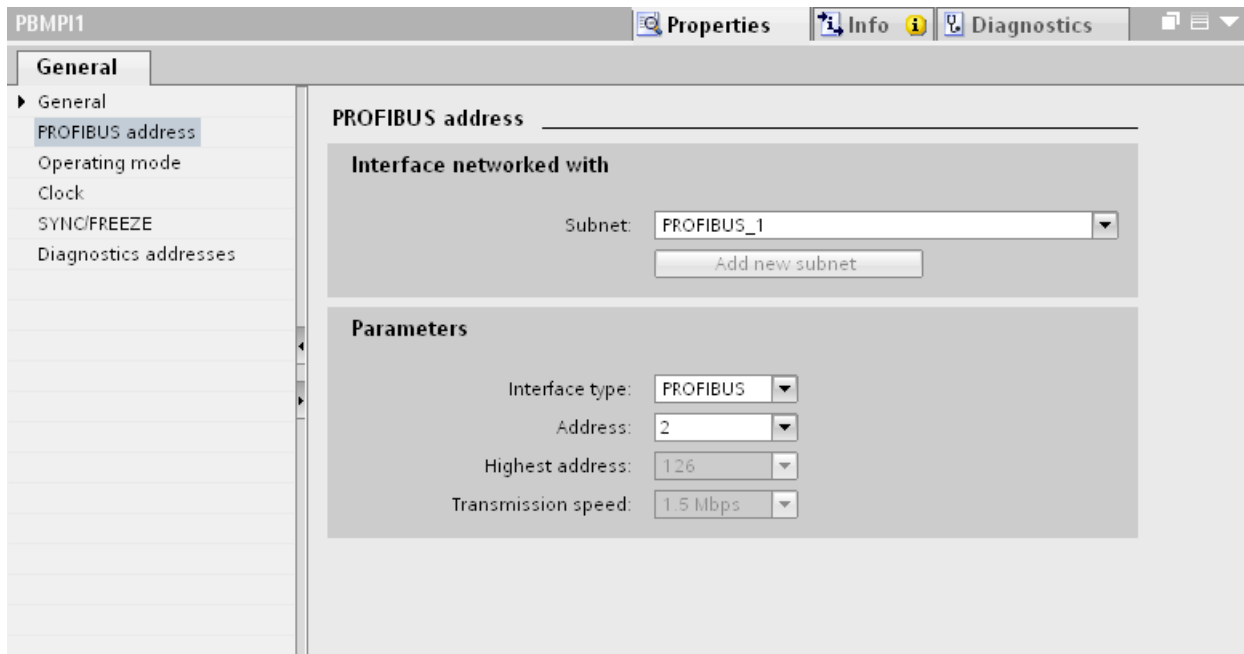 PBMPI1 Properties Info Diagnostics
General
General
PROFIBUS address
Operating mode
Clock
SYNC/FREEZE
Diagnostics addresses
PROFIBUS address
Interface networked with
Subnet: PROFIBUS_1
Add new subnet
Parameters
Interface type: PROFIBUS
Address: 2
Highest address: 126
Transmission speed: 1.5 Mbps